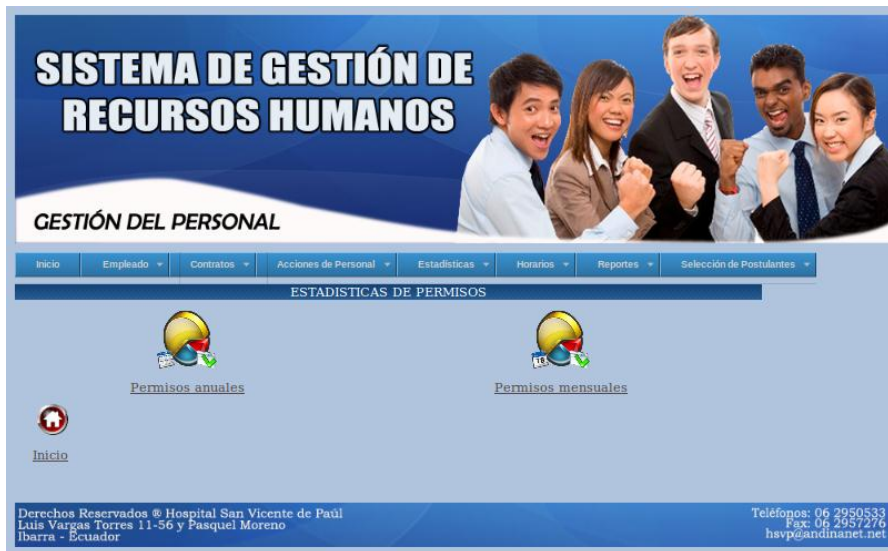 SISTEMA DE GESTIÓN DE
RECURSOS HUMANOS
GESTIÓN DEL PERSONAL
Inicio Empleado Contratos Acciones de Personal Estadísticas Horarios Reportes Selección de Postulantes
ESTADISTICAS DE PERMISOS
18
Permisos anuales Permisos mensuales
Inicio
Derechos Reservados ® Hospital San Vicente de Paúl
Luis Vargas Torres 11-56 y Pasquel Moreno
Ibarra - Ecuador
Teléfonos: 06 2950533
Fax: 06 2957276
hsvp@andinanet.net